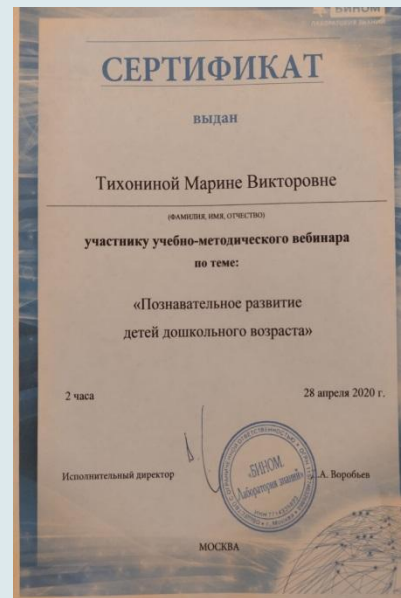 БИНОМ
СЕРТИФИКАТ
выдан
Тихониной Марине Викторовне
(ФАМИЛИЯ, ИМЯ, ОТЧЕСТВО)
участнику учебно-методического вебинара
по теме:
«Познавательное развитие
детей дошкольного возраста»
2 часа
28 апреля 2020 г.
Исполнительный директор
«БИНОМ.
Лаборатория знаний»
.А. Воробьев
МОСКВА